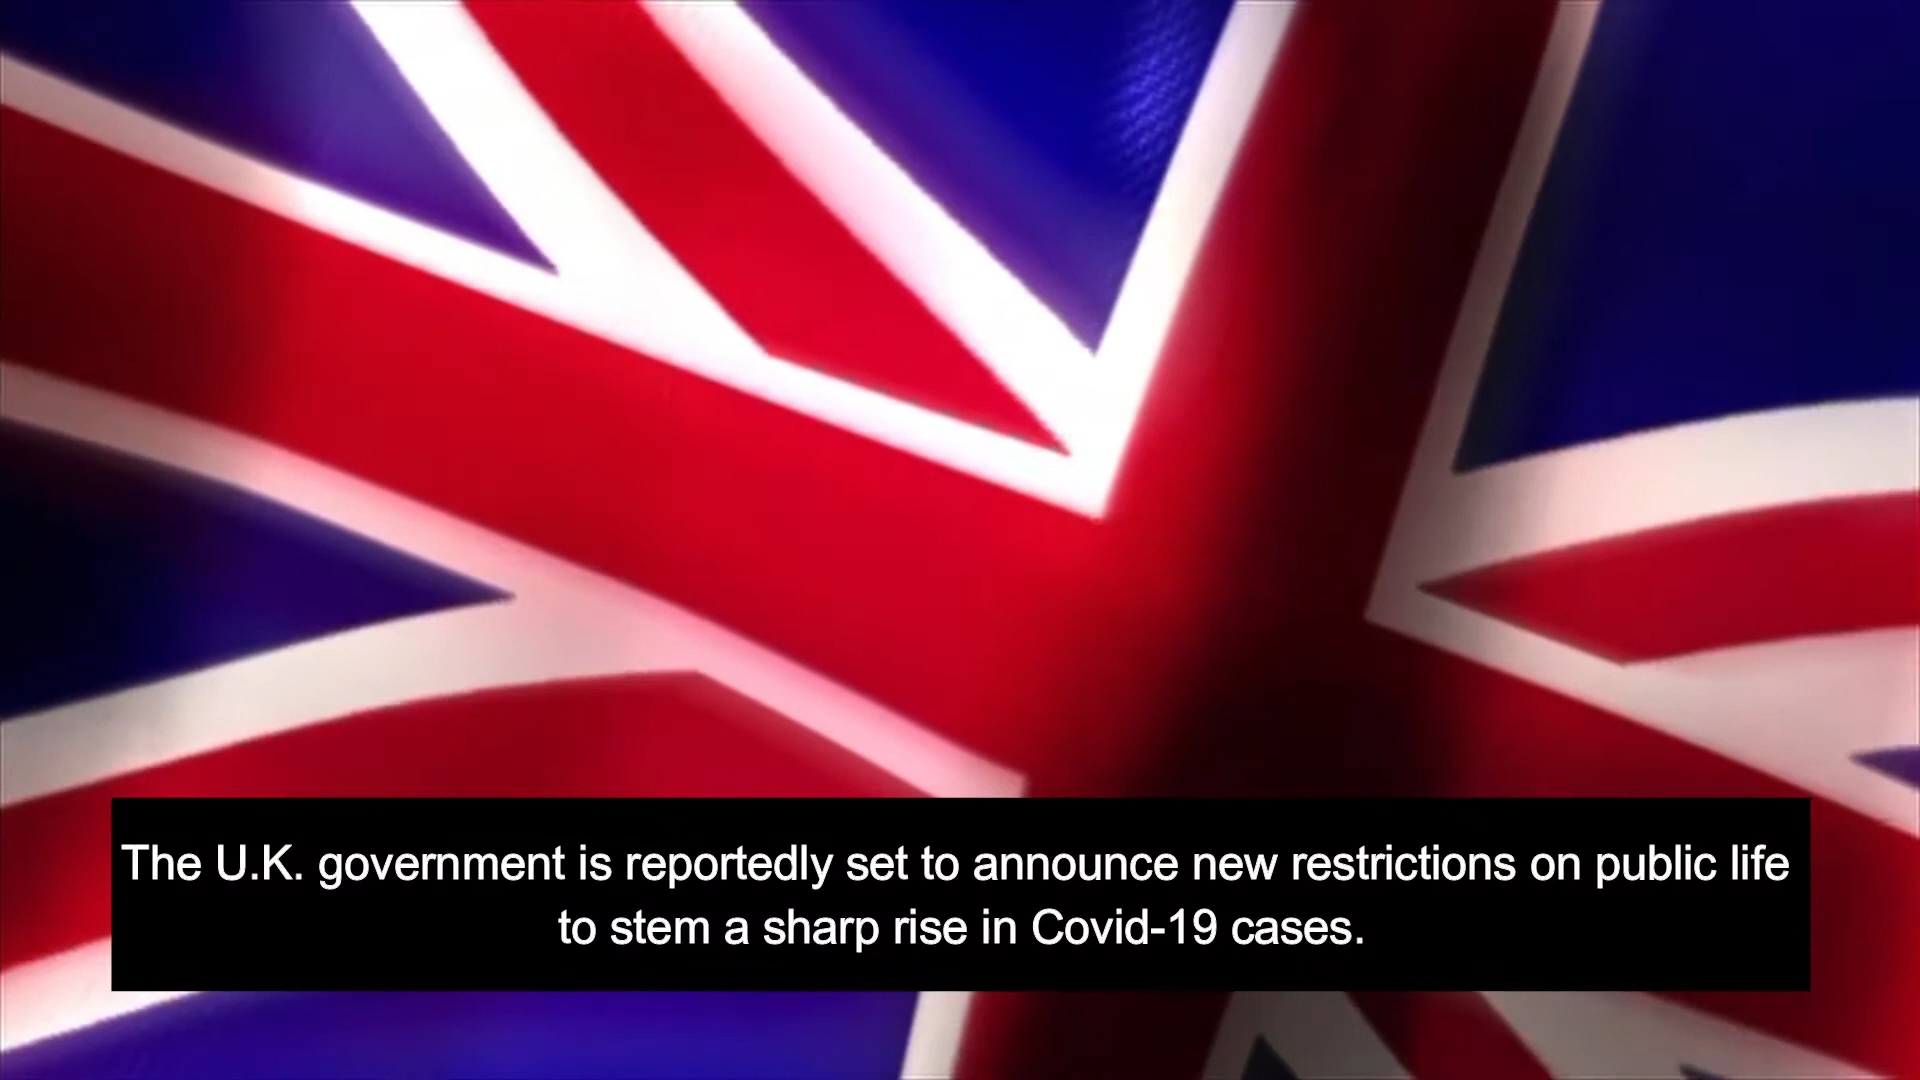 The U.K. government is reportedly set to announce new restrictions on public life
to stem a sharp rise in Covid-19 cases.